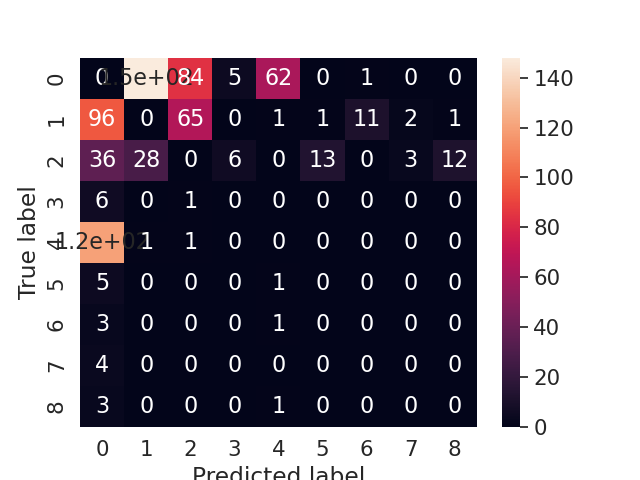 0 0 1.5e+02 84 5 62 0 1 0 0
1 96 0 65 0 1 1 11 2 1
2 36 28 0 6 0 13 0 3 12
3 6 0 1 0 0 0 0 0 0
4 1.2e+02 1 1 0 0 0 0 0 0
5 5 0 0 0 1 0 0 0 0
6 3 0 0 0 1 0 0 0 0
7 4 0 0 0 0 0 0 0 0
8 3 0 0 0 1 0 0 0 0
0 1 2 3 4 5 6 7 8
True label
Predicted label
140
120
100
80
60
40
20
0